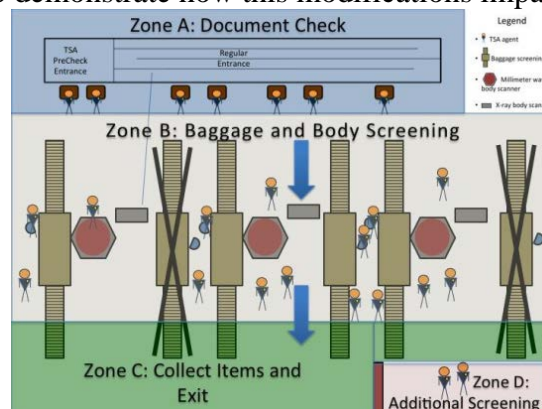 demonstrate how this modifications impa
Zone A: Document Check
TSA
PreCheck
Entrance
Regular
Entrance
Legend
TSA agent
Baggage screening
Millimeter wa
body scanner
X-ray body scan
Zone B: Baggage and Body Screening
Zone C: Collect Items and
Exit
Zone D:
Additional Screening